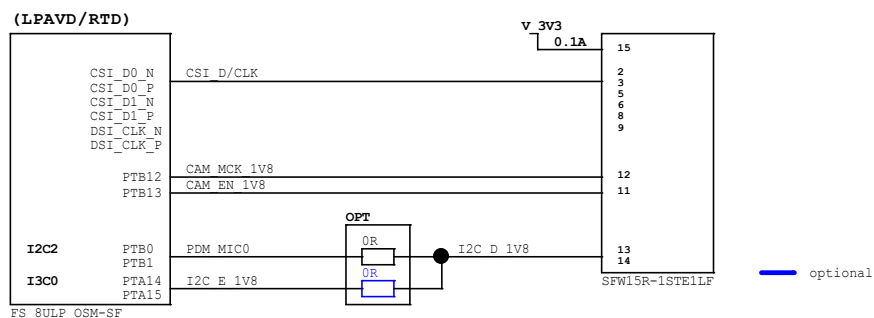 (LPAVD/RTD)
V_3V3
0.1A
15
CSI_D0_N
CSI_D/CLK
2
CSI_D0_P
3
CSI_D1_N
5
CSI_D1_P
6
DSI_CLK_N
8
DSI_CLK_P
9
PTB12
CAM_MCK_1V8
12
PTB13
CAM_EN_1V8
11
OPT
I2C2
PTB0
PDM_MIC0
0R
I2C_D_1V8
13
PTB1
14
I3C0
PTA14
I2C_E_1V8
0R
PTA15
SFW15R-1STE1LF
optional
FS 8ULP OSM-SF